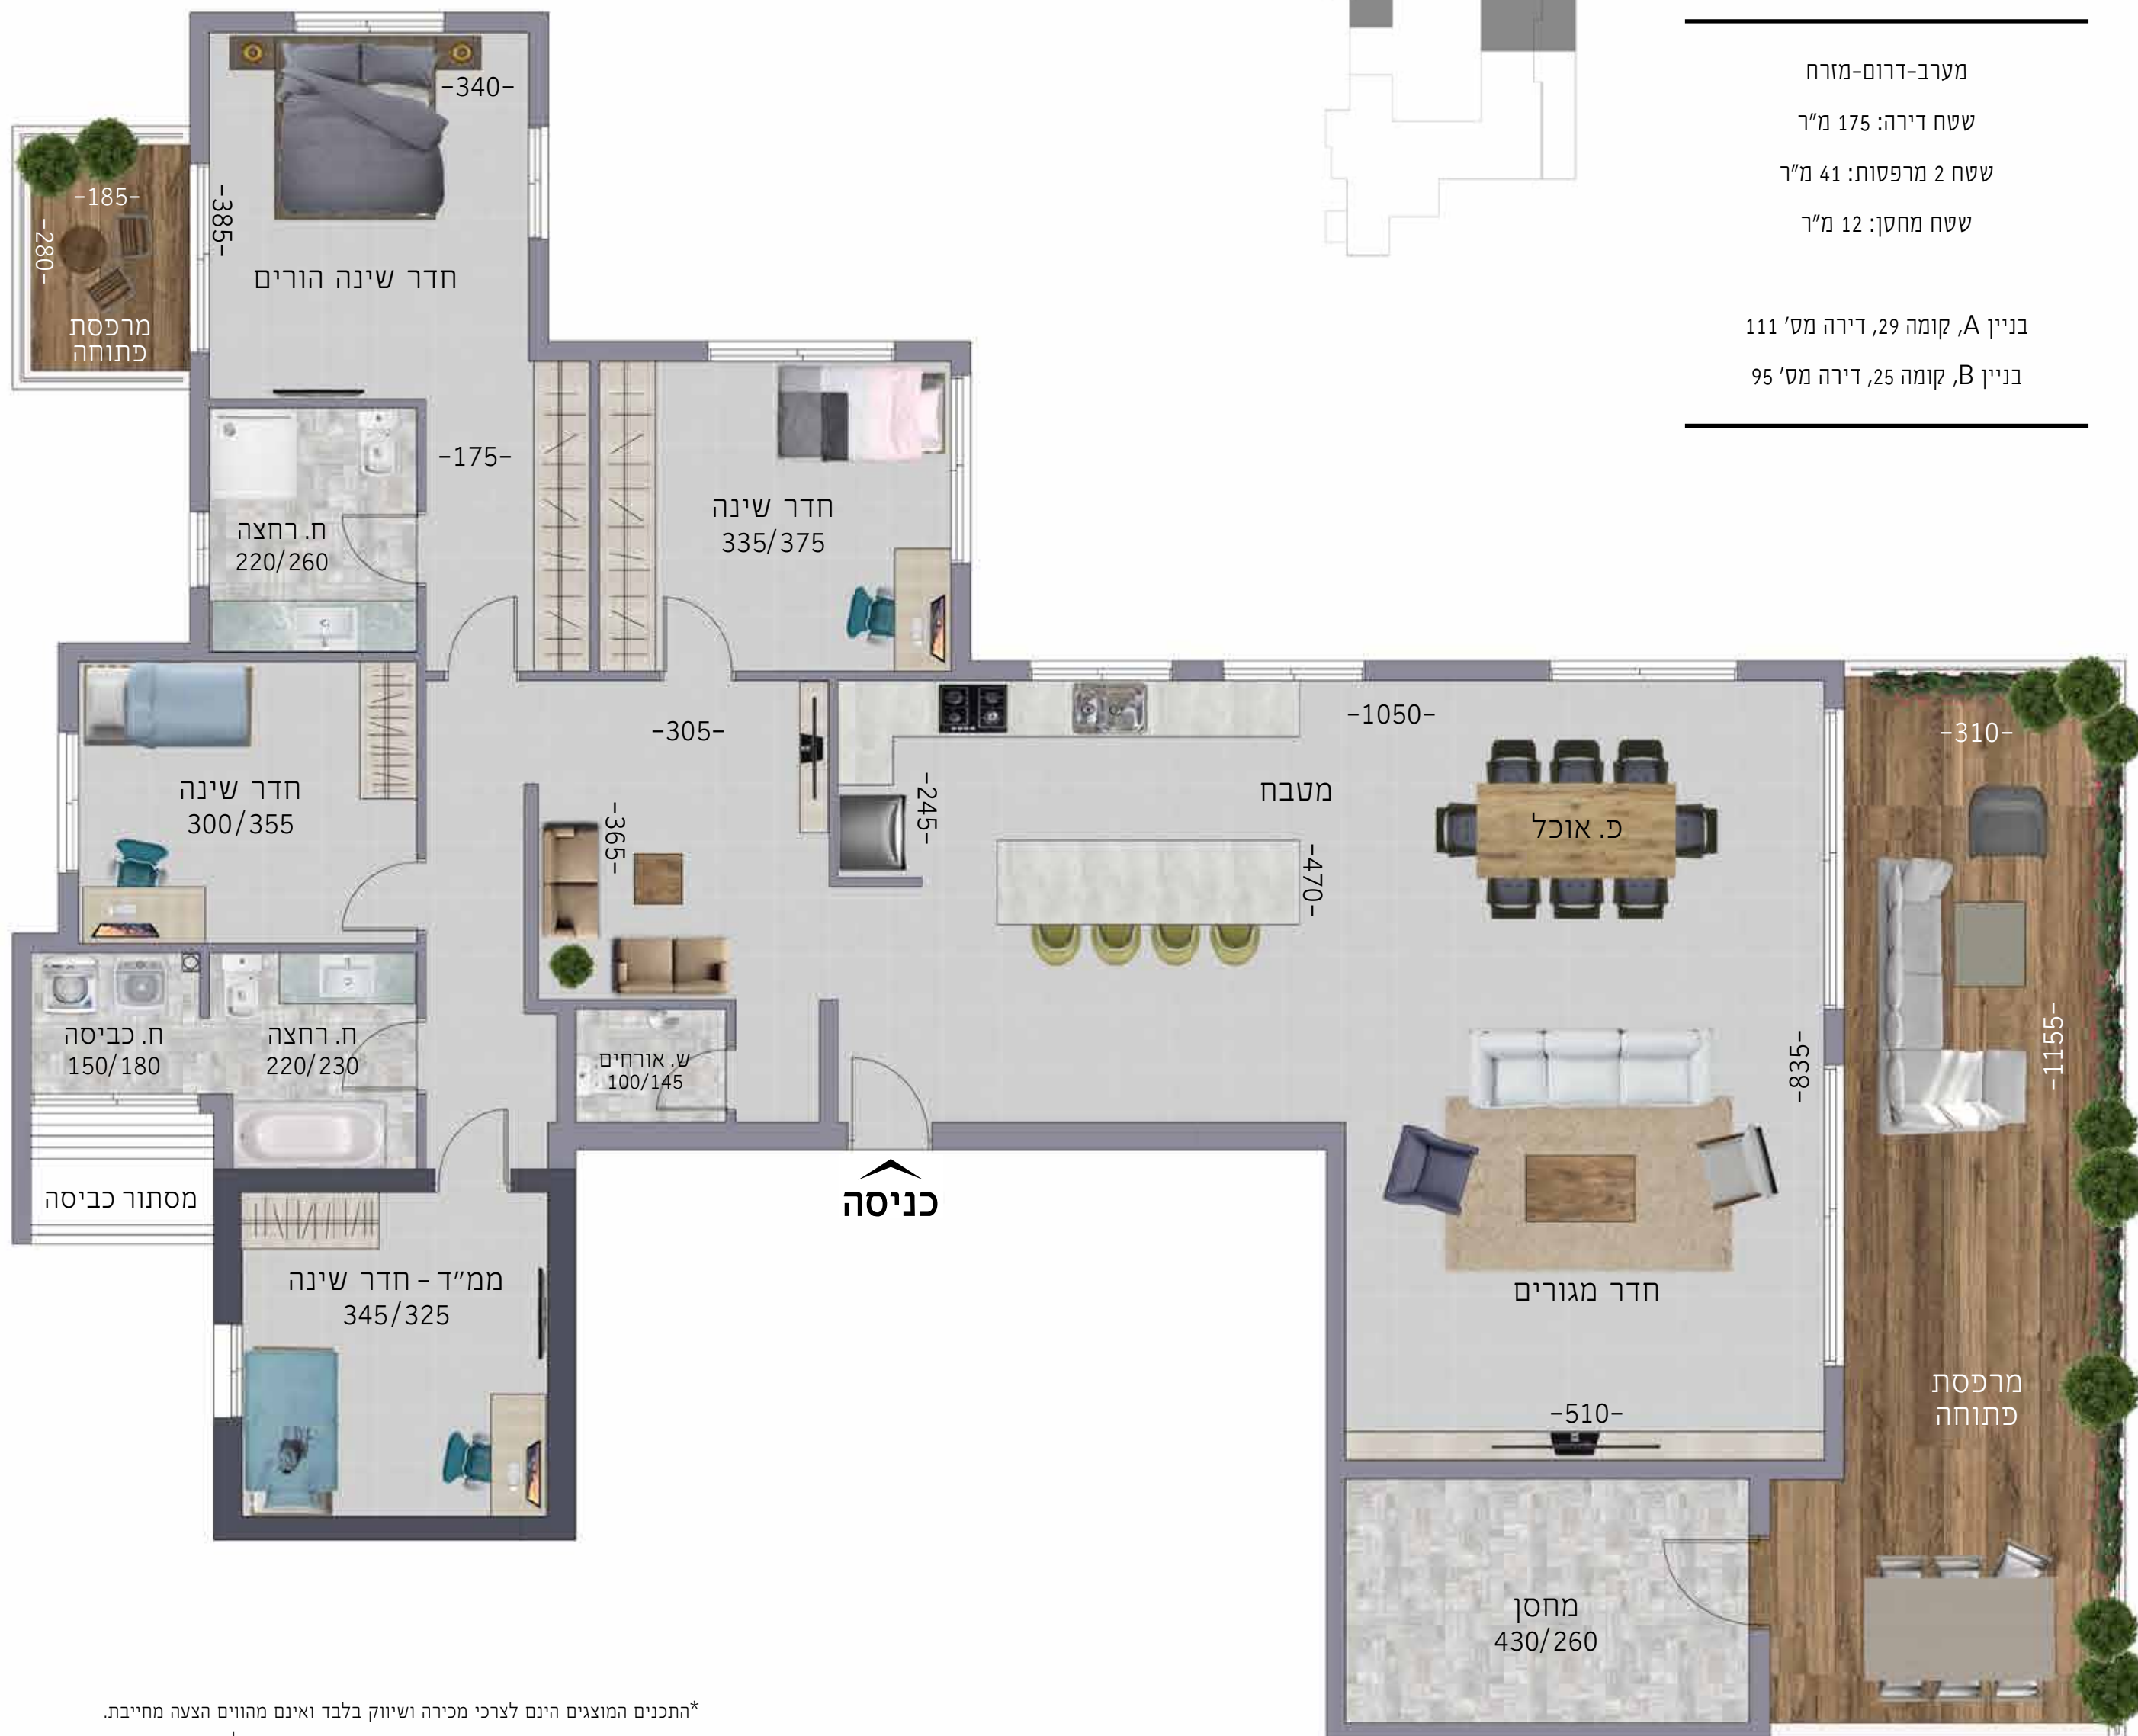 מערב-דרום-מזרח
שטח דירה: 175 מ״ר
שטח 2 מרפסות: 41 מ״ר
שטח מחסן: 12 מ״ר
בניין A, קומה 29, דירה מס׳ 111
בניין B, קומה 25, דירה מס׳ 95
-340-
-385-
חדר שינה הורים
-185-
-280-
מרפסת
פתוחה
-175-
ח. רחצה
220/260
חדר שינה
335/375
חדר שינה
300/355
-305-
-365-
-245-
מטבח
-470-
-1050-
פ. אוכל
-310-
-1155-
-835-
ח. כביסה
150/180
ח. רחצה
220/230
ש. אורחים
100/145
מסתור כביסה
כניסה
ממ״ד - חדר שינה
345/325
חדר מגורים
-510-
מרפסת
פתוחה
מחסן
430/260
*התכנים המוצגים הינם לצרכי מכירה ושיווק בלבד ואינם מהווים הצעה מחייבת.